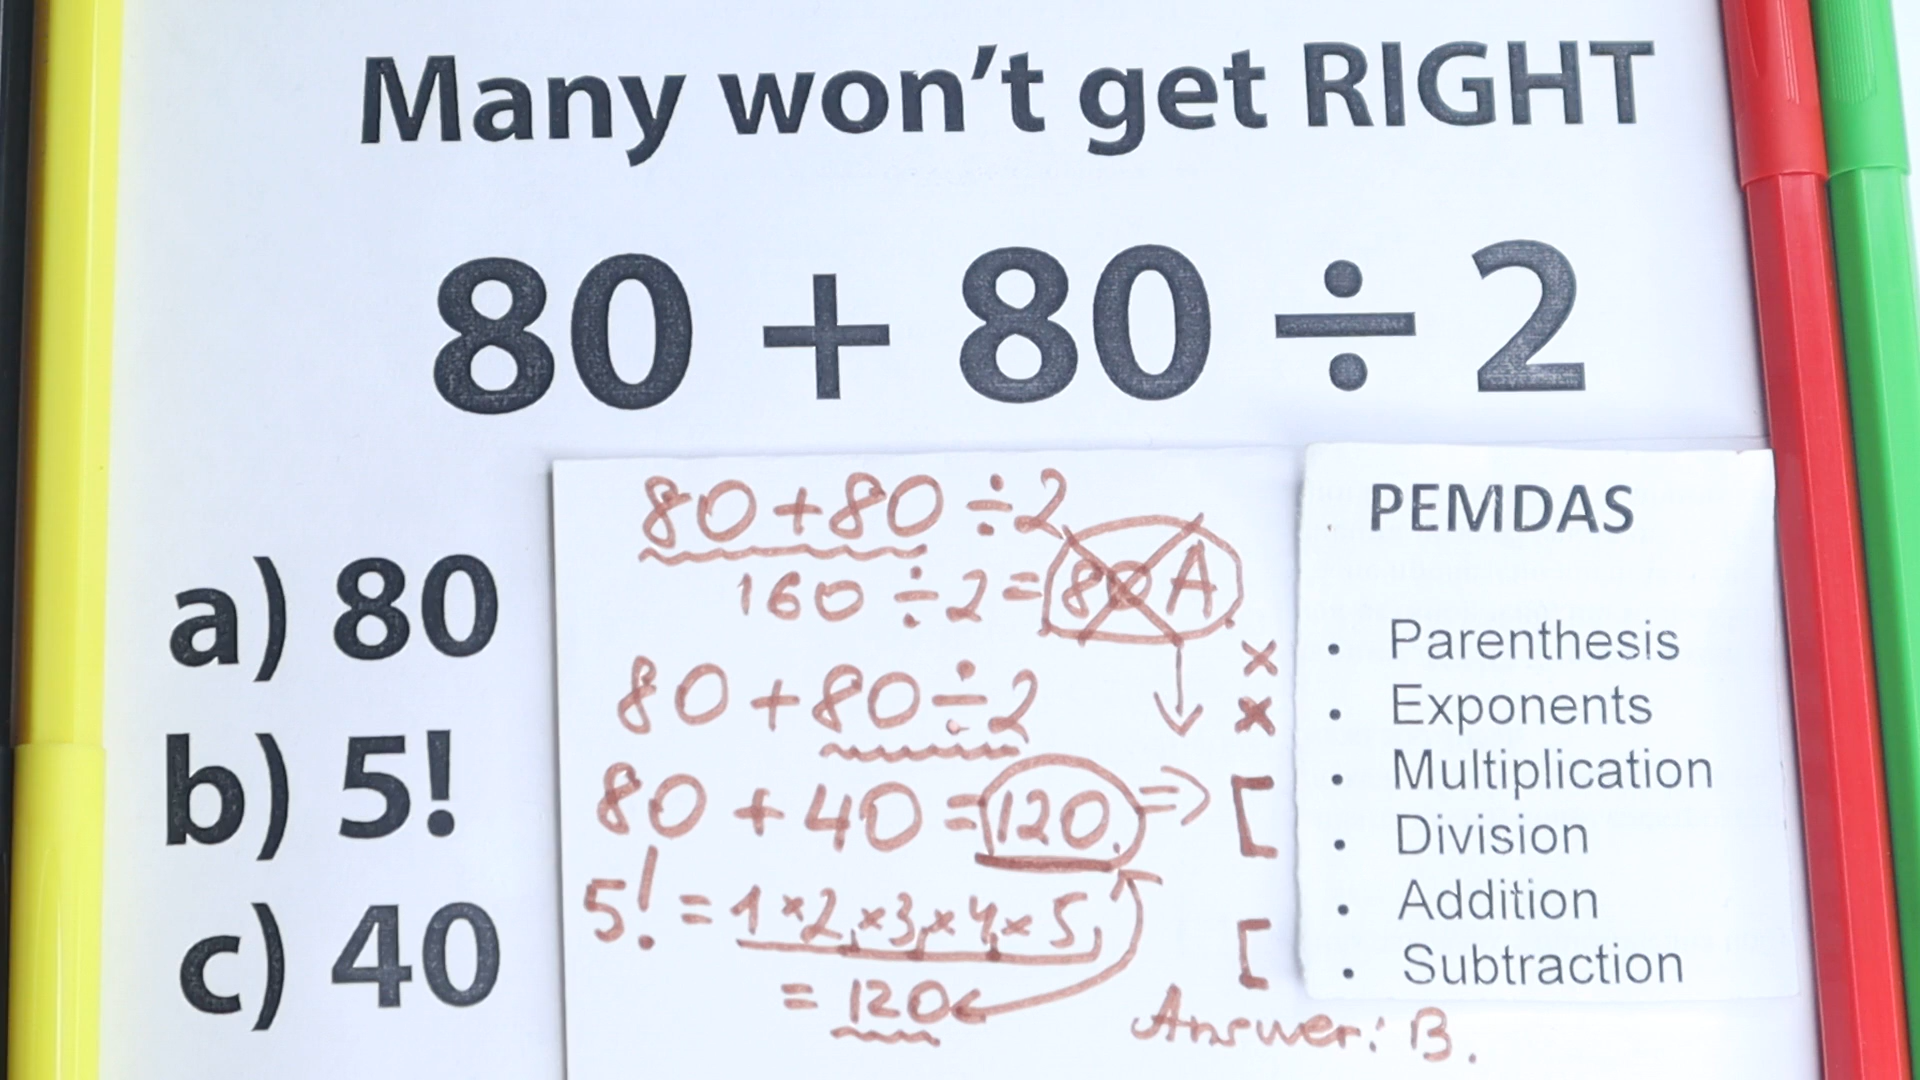 Many won't get RIGHT
80 + 80 ÷ 2
a) 80
b) 5!
c) 40
80 + 80 ÷ 2
160 ÷ 2 = 80 A
80 + 80 ÷ 2
80 + 40 = 120 =>
5! = 1 × 2 × 3 × 4 × 5
= 120
Answer: B.
PEMDAS
× • Parenthesis
× • Exponents
[ • Multiplication
• Division
[ • Addition
• Subtraction